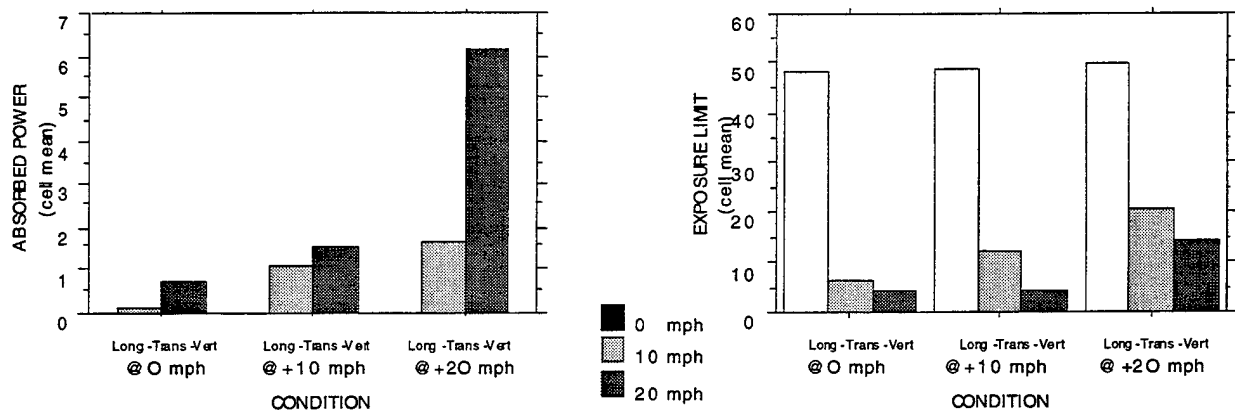 7
6
5
4
3
2
1
0
ABSORBED POWER
(cell mean)
Long-Trans-Vert
@ 0 mph
Long-Trans-Vert
@ +10 mph
Long-Trans-Vert
@ +20 mph
CONDITION
0 mph
10 mph
20 mph
60
50
40
30
20
10
0
EXPOSURE LIMIT
(cell mean)
Long-Trans-Vert
@ 0 mph
Long-Trans-Vert
@ +10 mph
Long-Trans-Vert
@ +20 mph
CONDITION